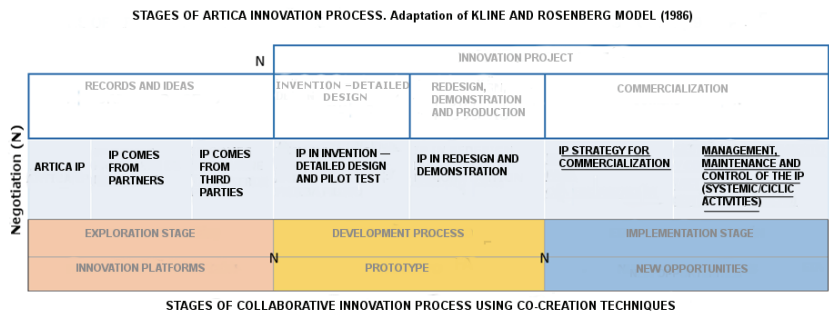 STAGES OF ARTICA INNOVATION PROCESS. Adaptation of KLINE AND ROSENBERG MODEL (1986)
N
INNOVATION PROJECT
RECORDS AND IDEAS
INVENTION –DETAILED
DESIGN
REDESIGN,
DEMONSTRATION
AND PRODUCTION
COMMERCIALIZATION
Negotiation (N)
ARTICA IP
IP COMES
FROM
PARTNERS
IP COMES
FROM
THIRD
PARTIES
IP IN INVENTION —
DETAILED DESIGN
AND PILOT TEST
IP IN REDESIGN AND
DEMONSTRATION
IP STRATEGY FOR
COMMERCIALIZATION
MANAGEMENT,
MAINTENANCE AND
CONTROL OF THE IP
(SYSTEMIC/CICLIC
ACTIVITIES)
EXPLORATION STAGE
DEVELOPMENT PROCESS
IMPLEMENTATION STAGE
N
N
INNOVATION PLATFORMS
PROTOTYPE
NEW OPPORTUNITIES
STAGES OF COLLABORATIVE INNOVATION PROCESS USING CO-CREATION TECHNIQUES